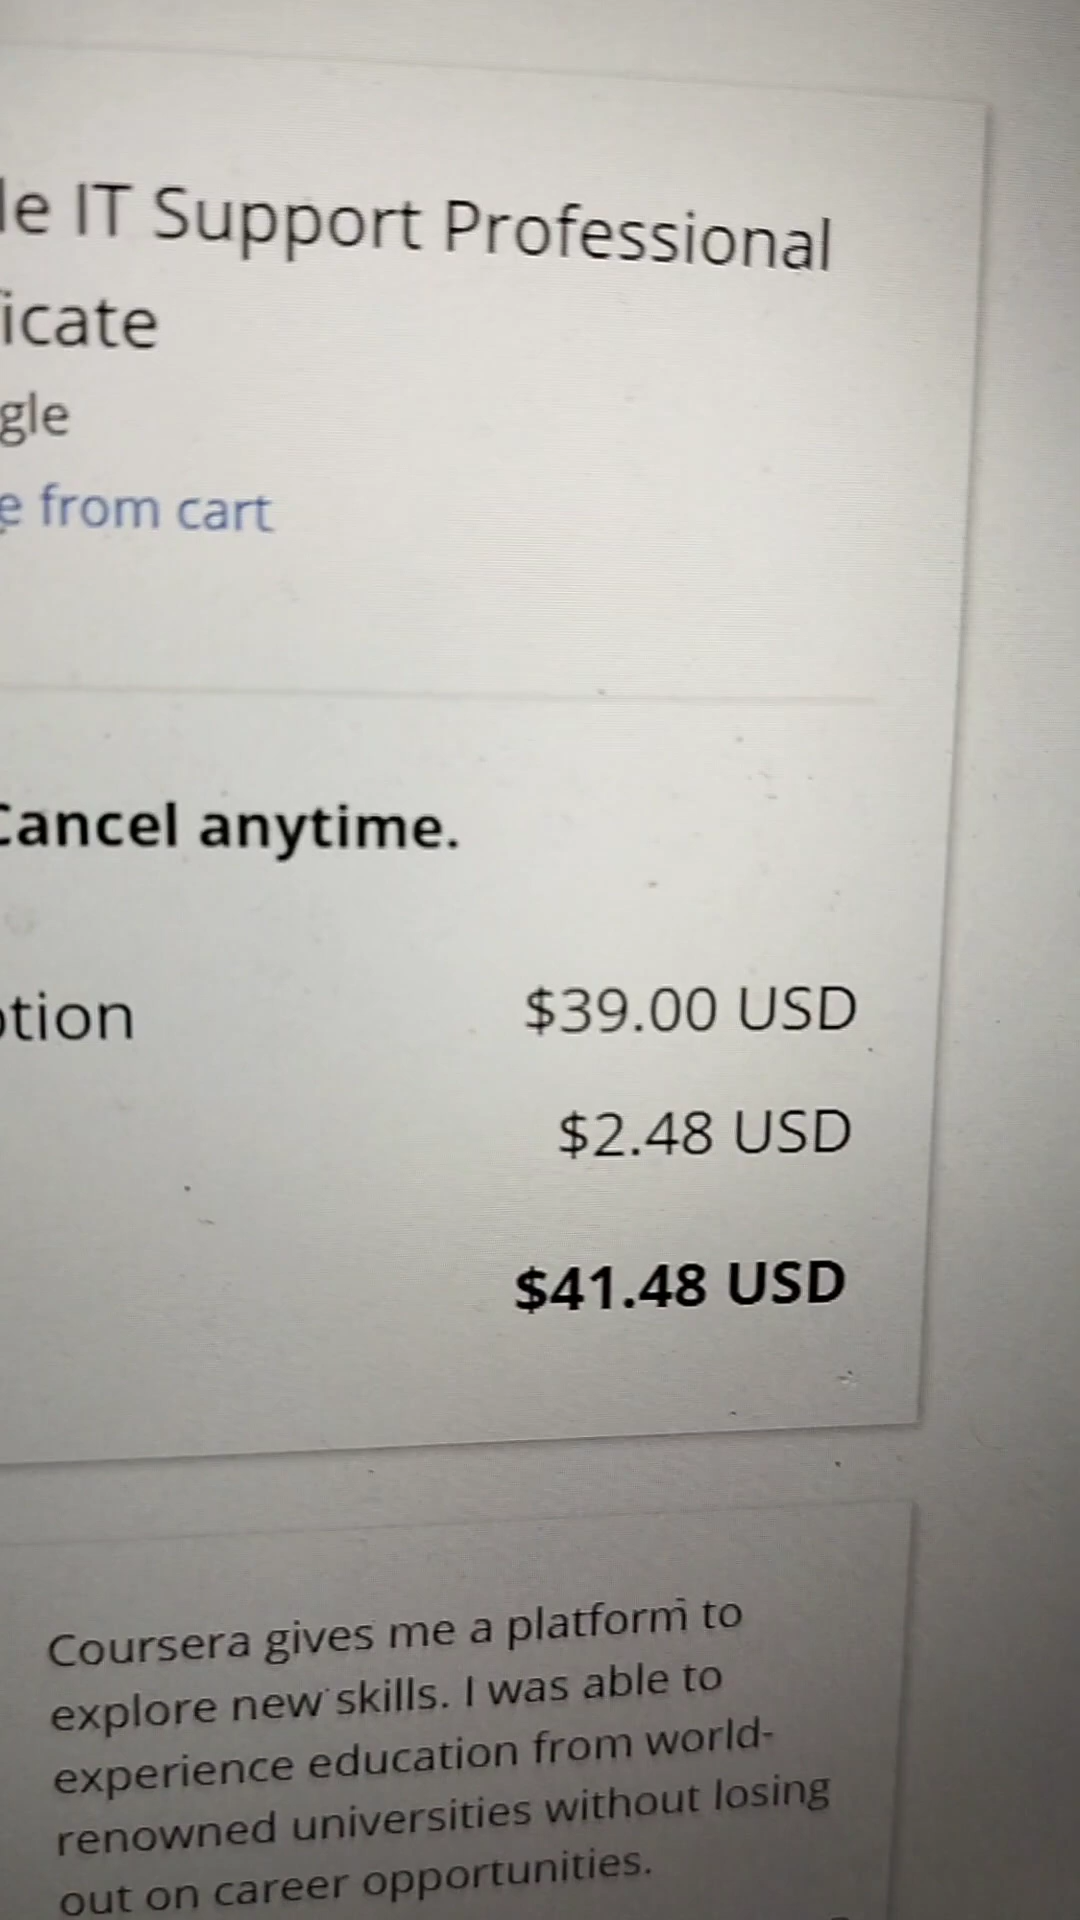 le IT Support Professional
icate
gle
e from cart
Cancel anytime.
otion $39.00 USD
$2.48 USD
$41.48 USD
Coursera gives me a platform to
explore new skills. I was able to
experience education from world-
renowned universities without losing
out on career opportunities.